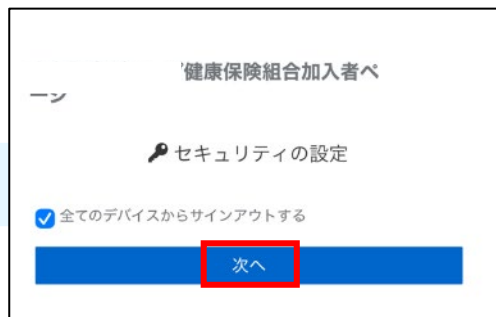 健康保険組合加入者ペ
ージ
セキュリティの設定
全てのデバイスからサインアウトする
次へ